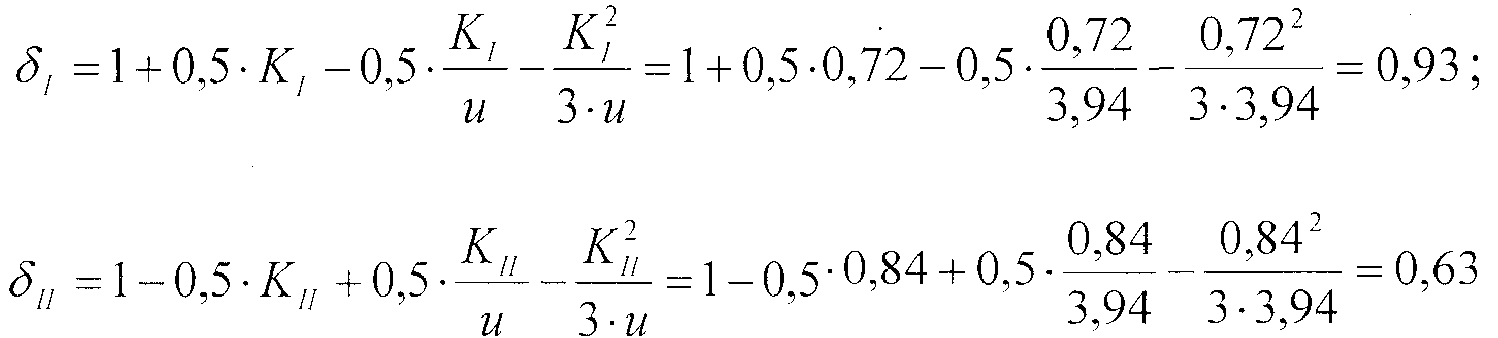 δ_I = 1 + 0,5 · K_I − 0,5 · K_I/u − K_I²/(3 · u) = 1 + 0,5 · 0,72 − 0,5 · 0,72/3,94 − 0,72²/(3 · 3,94) = 0,93 ;
δ_II = 1 − 0,5 · K_II + 0,5 · K_II/u − K_II²/(3 · u) = 1 − 0,5 · 0,84 + 0,5 · 0,84/3,94 − 0,84²/(3 · 3,94) = 0,63